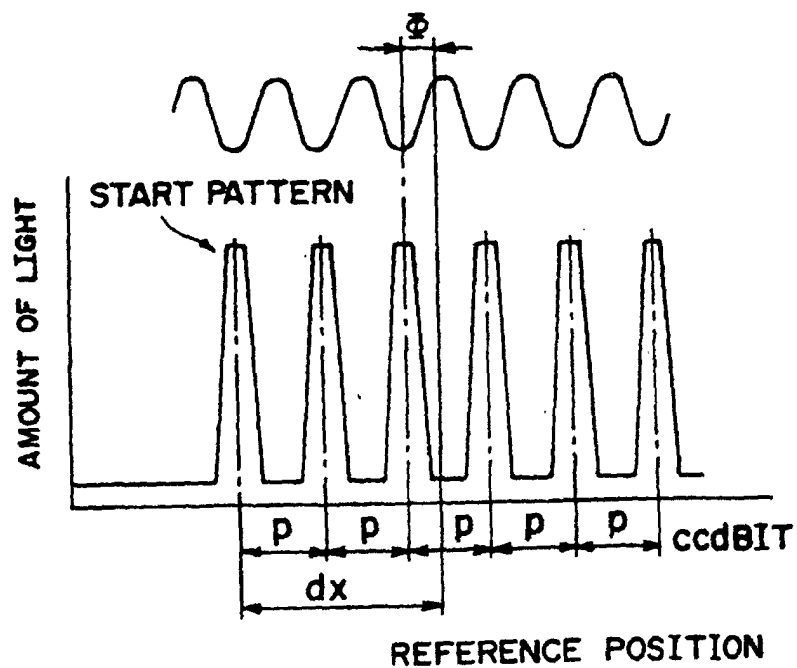 Φ
START PATTERN
AMOUNT OF LIGHT
p p p p p
ccdBIT
dx
REFERENCE POSITION